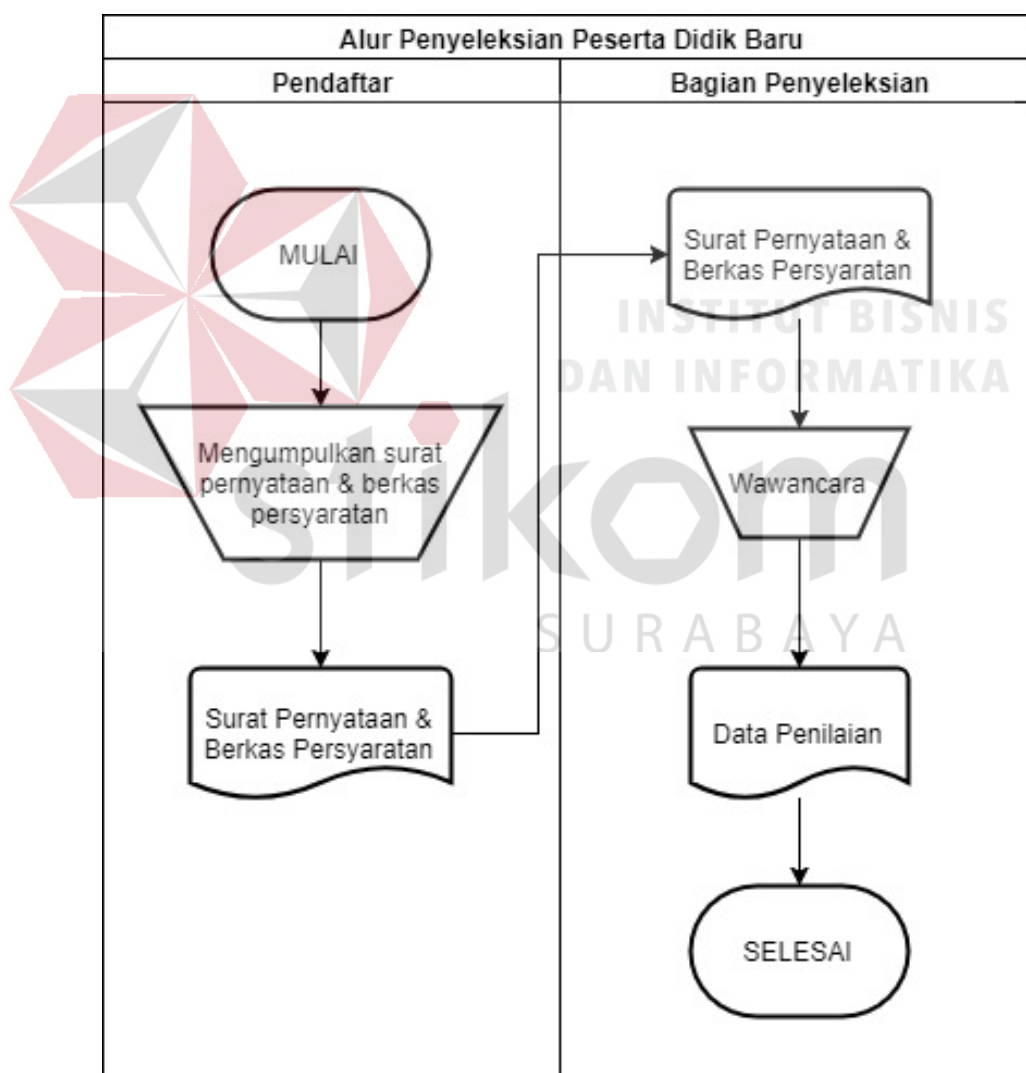 Alur Penyeleksian Peserta Didik Baru
Pendaftar
Bagian Penyeleksian
MULAI
Mengumpulkan surat
pernyataan & berkas
persyaratan
Surat Pernyataan &
Berkas Persyaratan
Surat Pernyataan &
Berkas Persyaratan
Wawancara
Data Penilaian
SELESAI
INSTITUT BISNIS
DAN INFORMATIKA
stikom
SURABAYA